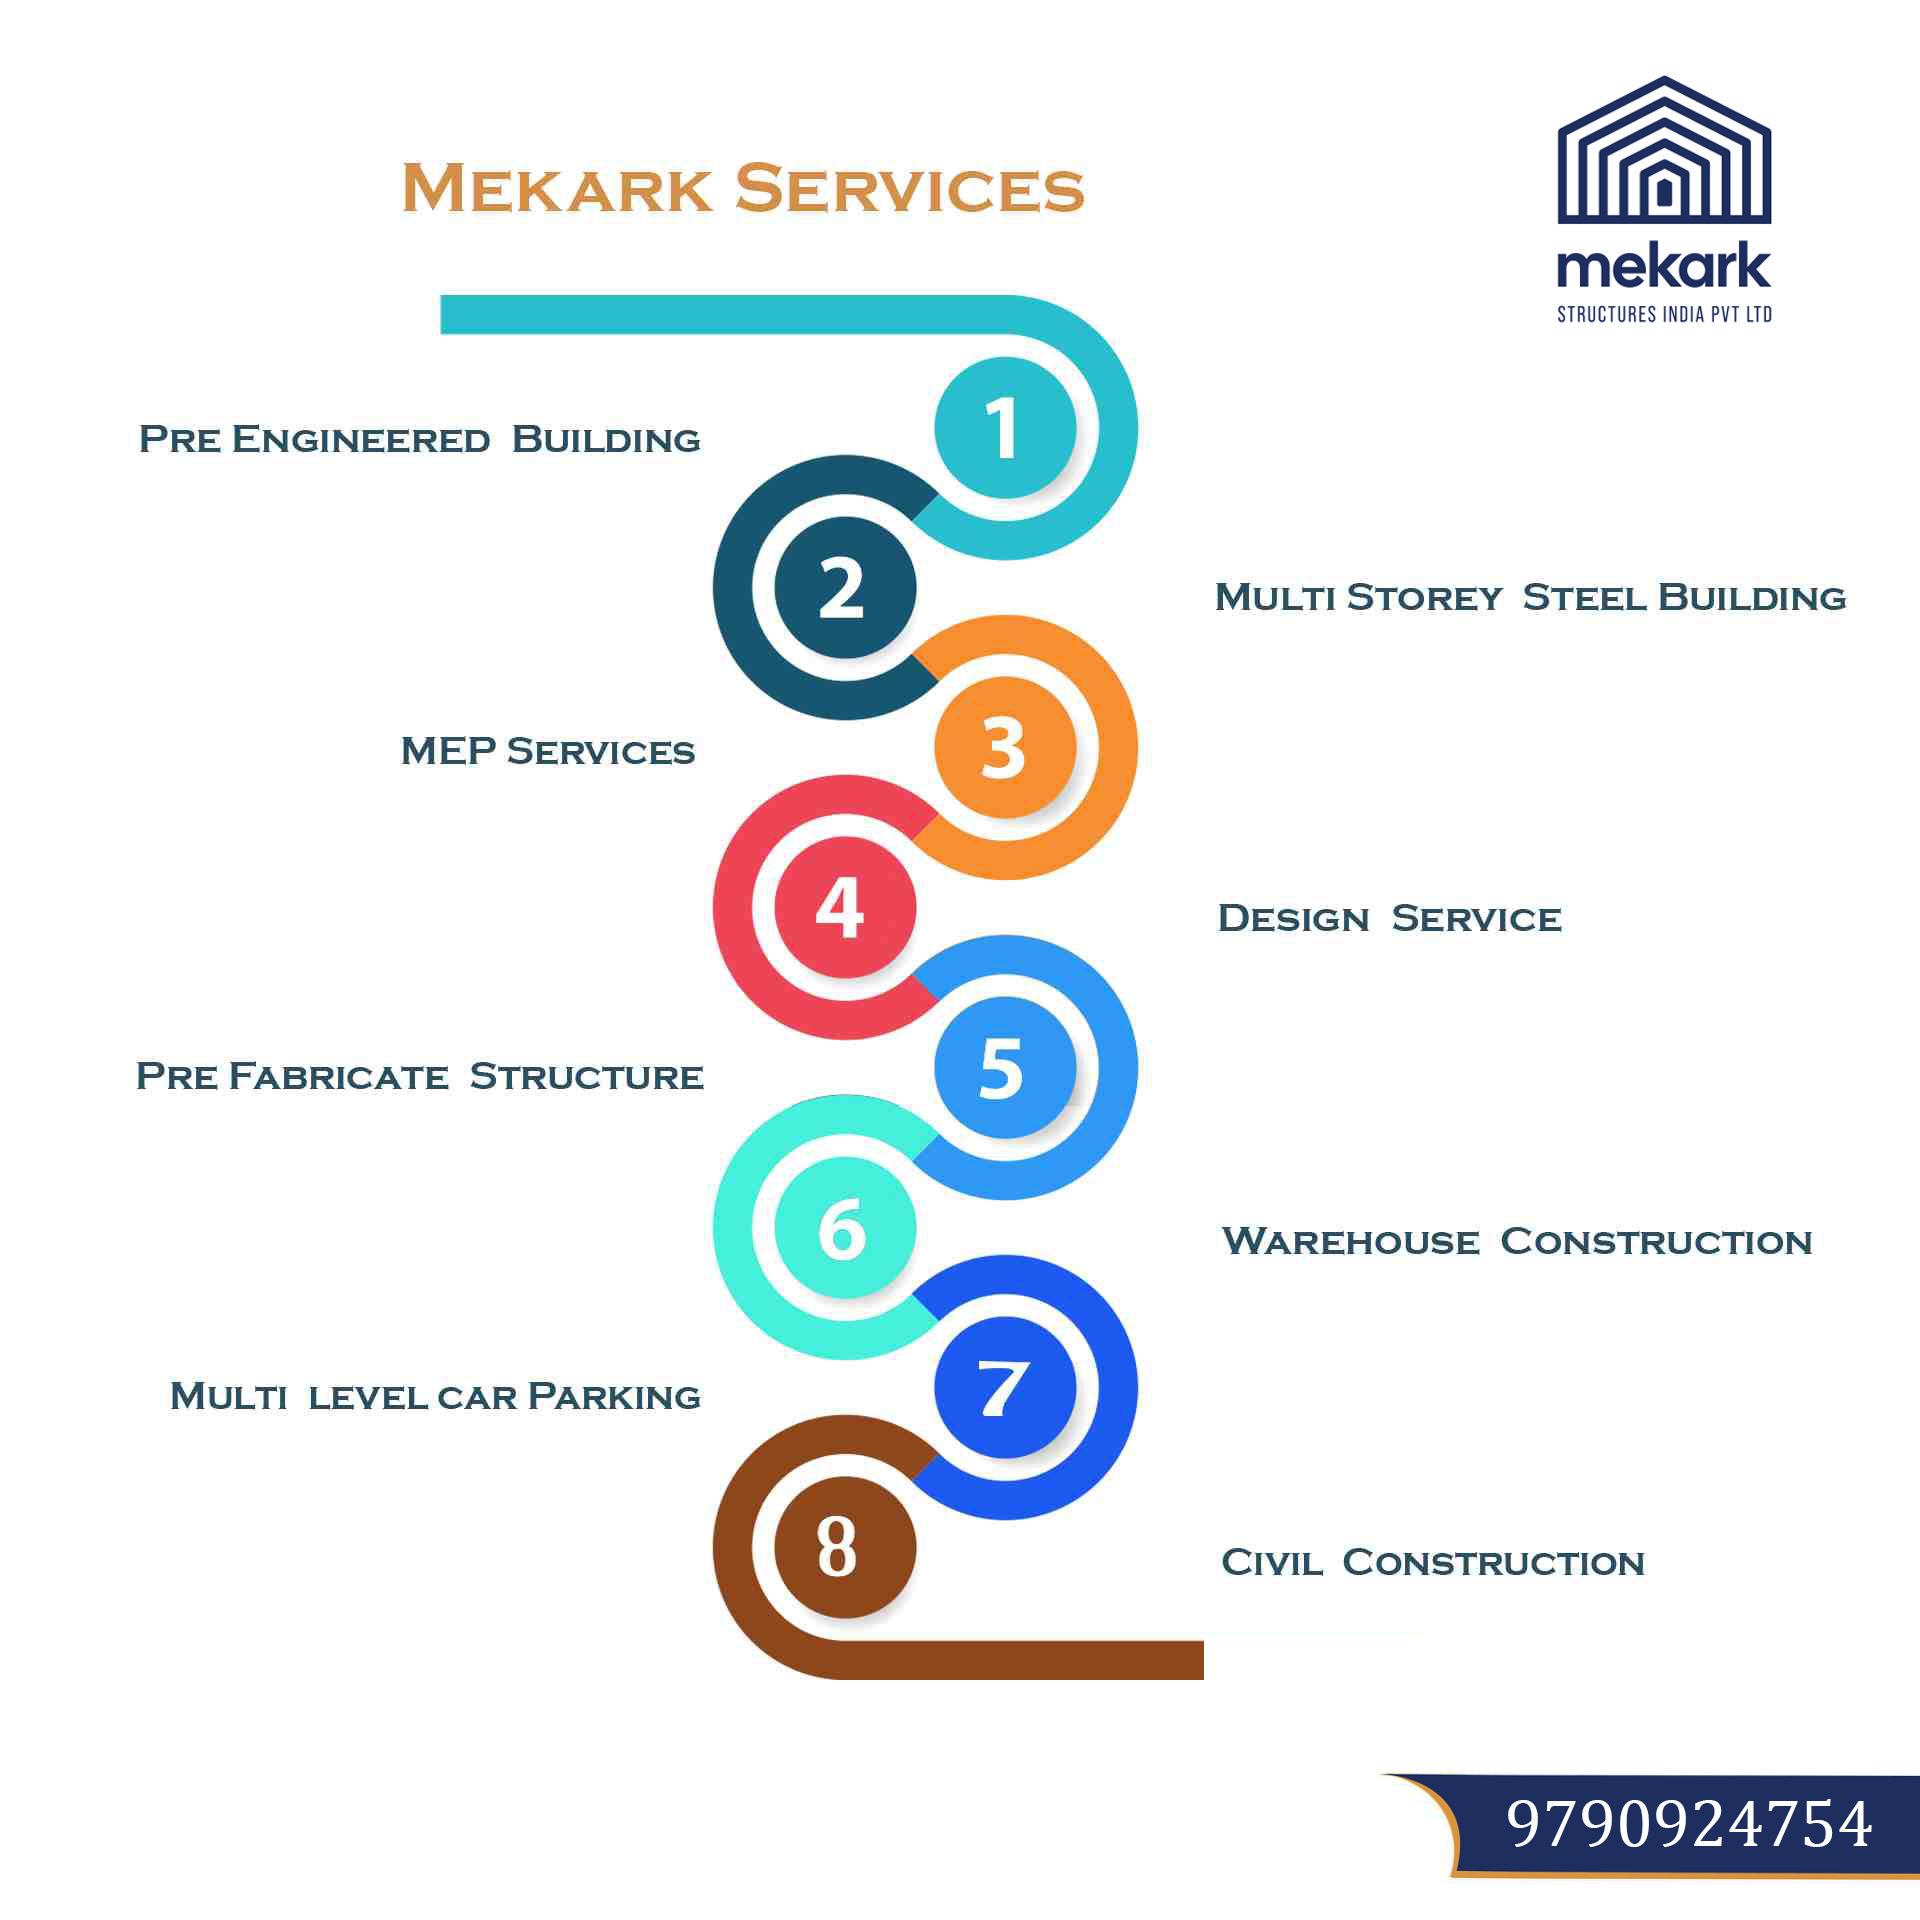 Mekark Services
mekark
STRUCTURES INDIA PVT LTD
1
Pre Engineered Building
2
Multi Storey Steel Building
3
MEP Services
4
Design Service
5
Pre Fabricate Structure
6
Warehouse Construction
7
Multi level car Parking
8
Civil Construction
9790924754